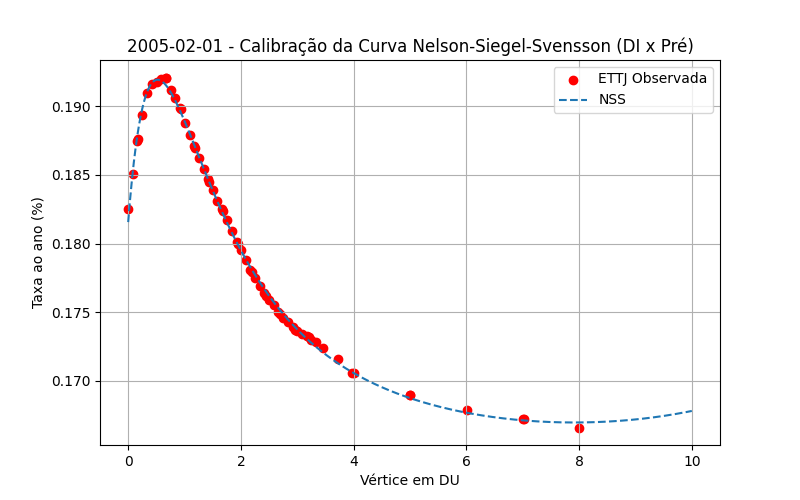 2005-02-01 - Calibração da Curva Nelson-Siegel-Svensson (DI x Pré)
ETTJ Observada
NSS
Taxa ao ano (%)
0.190
0.185
0.180
0.175
0.170
0 2 4 6 8 10
Vértice em DU